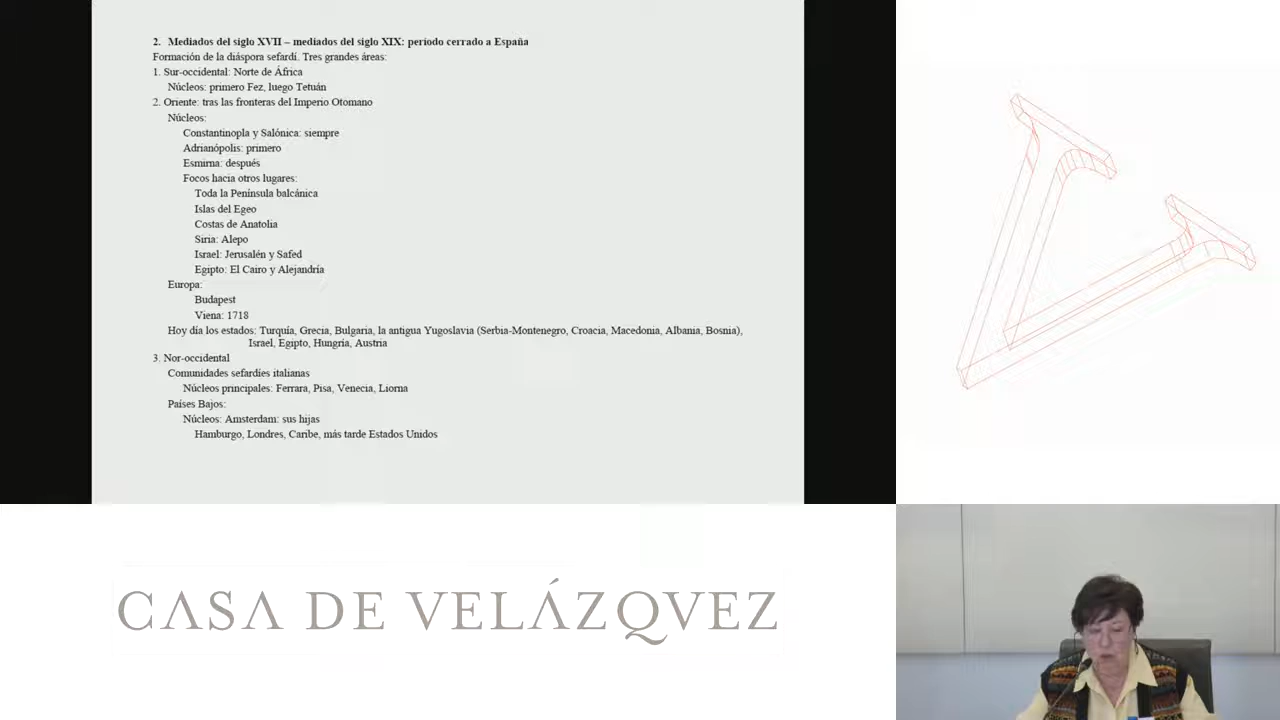 2. Mediados del siglo XVII – mediados del siglo XIX: período cerrado a España
Formación de la diáspora sefardí. Tres grandes áreas:
1. Sur-occidental: Norte de África
Núcleos: primero Fez, luego Tetuán
2. Oriente: tras las fronteras del Imperio Otomano
Núcleos:
Constantinopla y Salónica: siempre
Adrianópolis: primero
Esmirna: después
Focos hacia otros lugares:
Toda la Península balcánica
Islas del Egeo
Costas de Anatolia
Siria: Alepo
Israel: Jerusalén y Safed
Egipto: El Cairo y Alejandría
Europa:
Budapest
Viena: 1718
Hoy día los estados: Turquía, Grecia, Bulgaria, la antigua Yugoslavia (Serbia-Montenegro, Croacia, Macedonia, Albania, Bosnia),
Israel, Egipto, Hungría, Austria
3. Nor-occidental
Comunidades sefardíes italianas
Núcleos principales: Ferrara, Pisa, Venecia, Liorna
Países Bajos:
Núcleos: Amsterdam: sus hijas
Hamburgo, Londres, Caribe, más tarde Estados Unidos
CASA DE VELÁZQVEZ